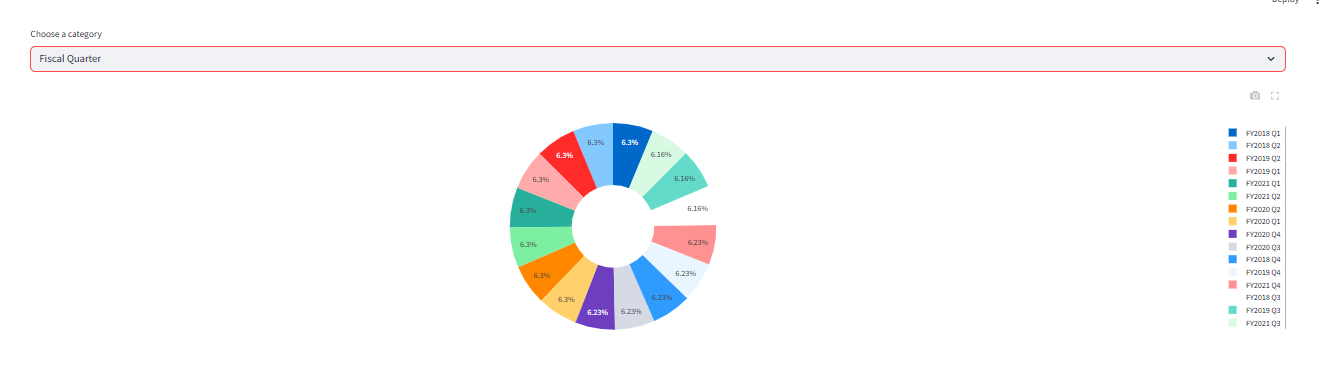 Deploy
Choose a category
Fiscal Quarter
6.3%
6.3%
6.3%
6.16%
6.3%
6.16%
6.3%
6.16%
6.3%
6.23%
6.3%
6.23%
6.3%
6.23%
6.3%
6.23%
6.23%
FY2018 Q1
FY2018 Q2
FY2019 Q2
FY2019 Q1
FY2021 Q1
FY2021 Q2
FY2020 Q2
FY2020 Q1
FY2020 Q4
FY2020 Q3
FY2018 Q4
FY2019 Q4
FY2021 Q4
FY2018 Q3
FY2019 Q3
FY2021 Q3